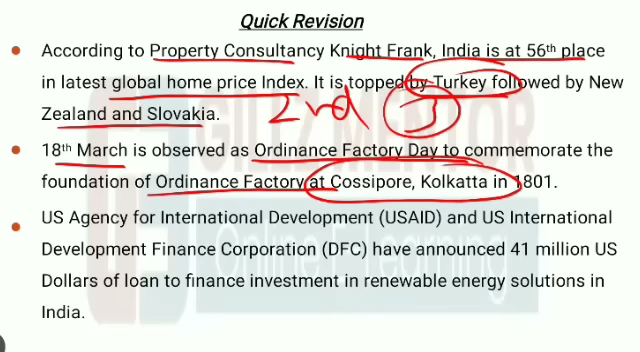 Quick Revision
• According to Property Consultancy Knight Frank, India is at 56th place
in latest global home price Index. It is topped by Turkey followed by New
Zealand and Slovakia. 2nd 3
• 18th March is observed as Ordinance Factory Day to commemorate the
foundation of Ordinance Factory at Cossipore, Kolkatta in 1801.
• US Agency for International Development (USAID) and US International
Development Finance Corporation (DFC) have announced 41 million US
Dollars of loan to finance investment in renewable energy solutions in
India.